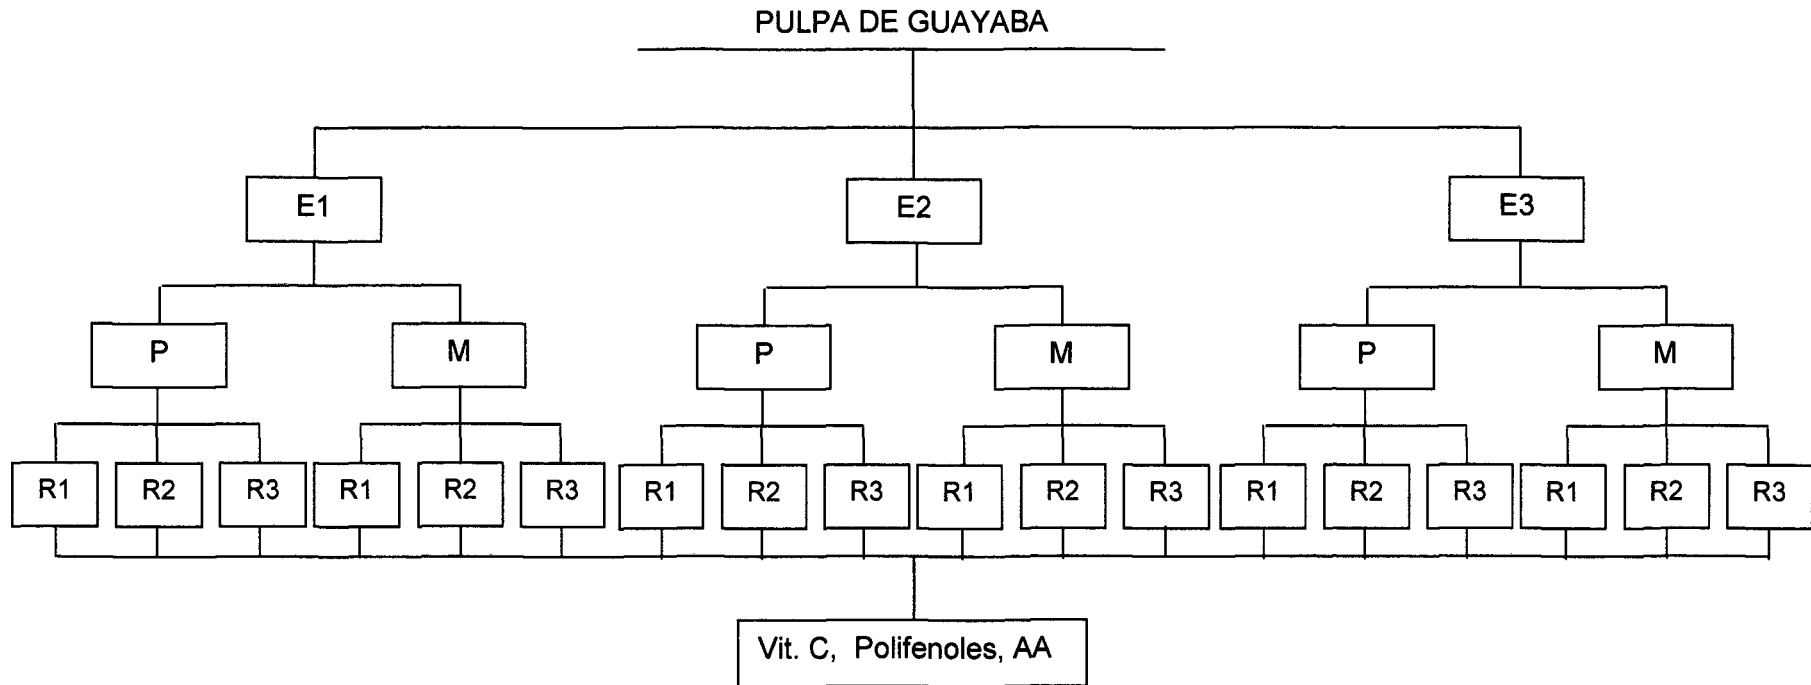 PULPA DE GUAYABA
E1 E2 E3
P M P M P M
R1 R2 R3 R1 R2 R3 R1 R2 R3 R1 R2 R3 R1 R2 R3 R1 R2 R3
Vit. C, Polifenoles, AA